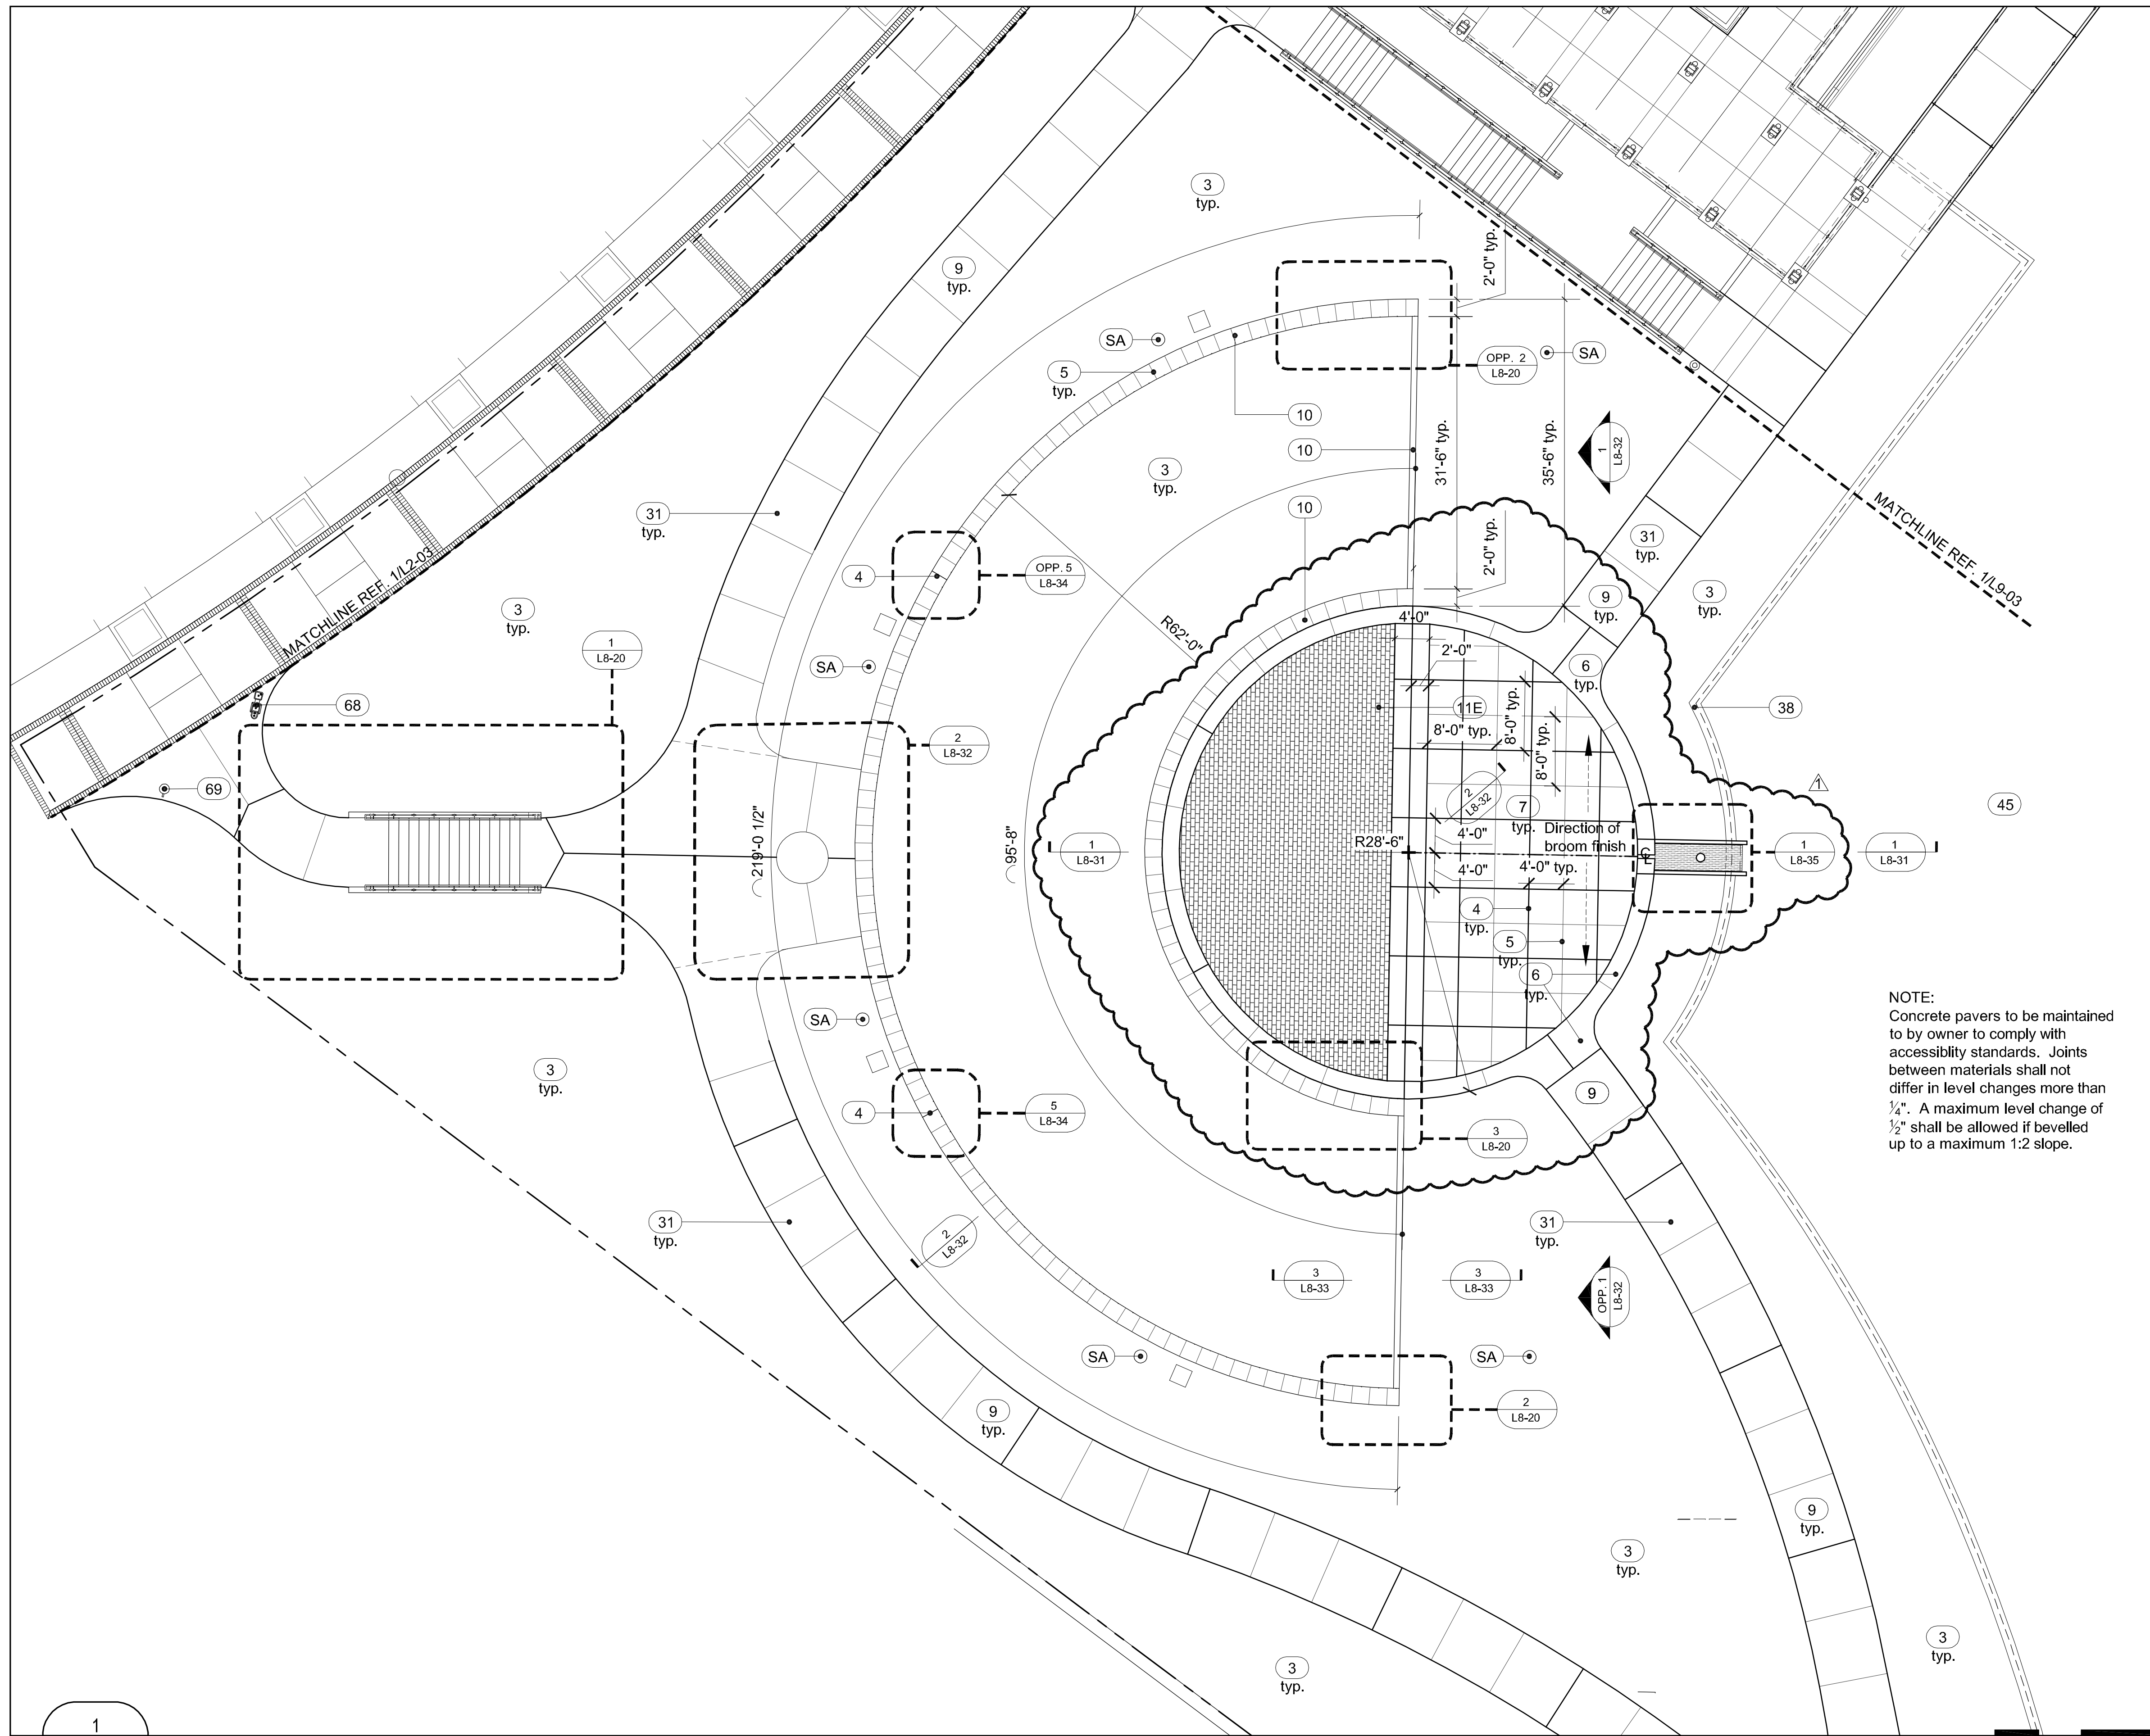 3
typ.
9
typ.
2'-0" typ.
SA
OPP. 2
L8-20
SA
5
typ.
10
10
31'-6" typ.
35'-6" typ.
1
L8-32
3
typ.
10
31
typ.
MATCHLINE REF. 1/L9-03
31
typ.
2'-0" typ.
MATCHLINE REF. 1/L2-03
4
OPP. 5
L8-34
3
typ.
9
typ.
3
typ.
R62'-0"
4'-0"
1
L8-20
SA
2'-0"
6
typ.
68
11E
38
8'-0" typ.
8'-0" typ.
8'-0" typ.
2
L8-32
69
2
L8-32
7
typ.
1
45
219'-0 1/2"
95'-8"
1
L8-31
R28'-6"
4'-0"
Direction of
broom finish
CL
1
L8-35
1
L8-31
4'-0"
4'-0" typ.
4
typ.
5
typ.
6
typ.
SA
NOTE:
Concrete pavers to be maintained
to by owner to comply with
accessiblity standards. Joints
between materials shall not
differ in level changes more than
1/4". A maximum level change of
1/2" shall be allowed if bevelled
up to a maximum 1:2 slope.
3
typ.
4
5
L8-34
9
3
L8-20
31
typ.
2
L8-32
31
typ.
3
L8-33
3
L8-33
OPP. 1
L8-32
SA
SA
9
typ.
2
L8-20
9
typ.
3
typ.
3
typ.
3
typ.
1